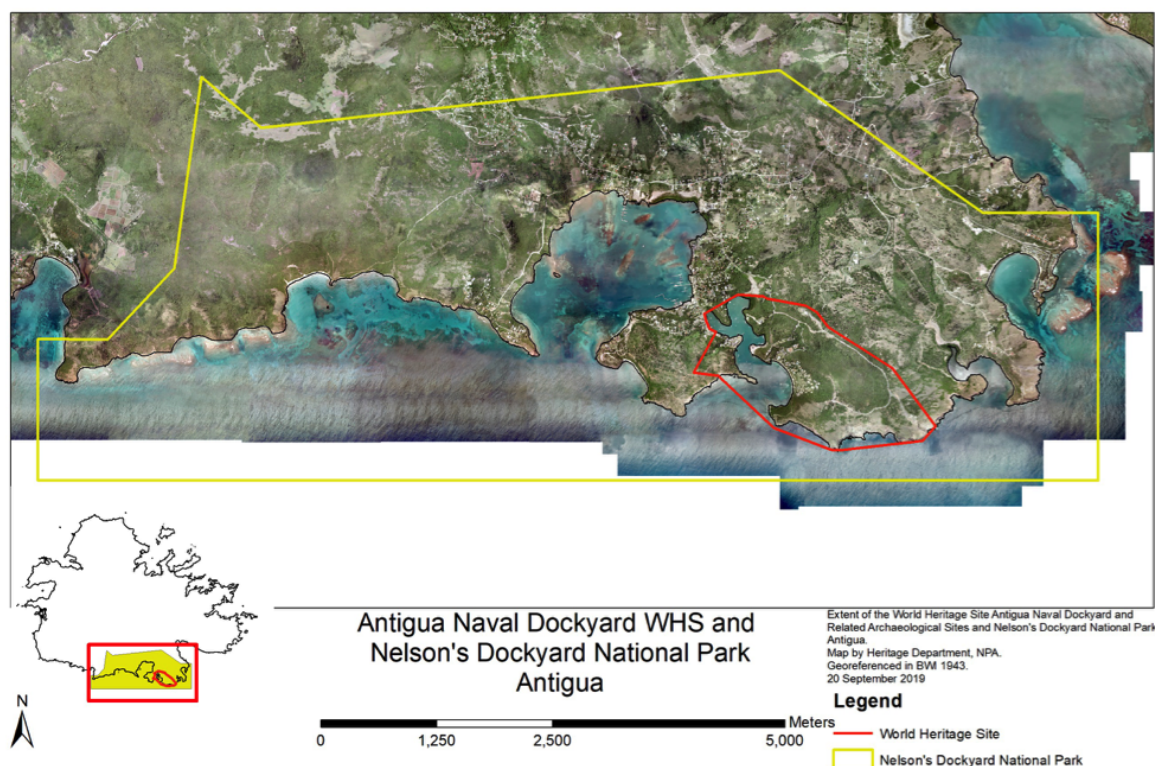 Antigua Naval Dockyard WHS and
Nelson's Dockyard National Park
Antigua
Extent of the World Heritage Site Antigua Naval Dockyard and
Related Archaeological Sites and Nelson's Dockyard National Park
Antigua.
Map by Heritage Department, NPA.
Georeferenced in BWI 1943.
20 September 2019
N
Meters
0 1,250 2,500 5,000
Legend
World Heritage Site
Nelson's Dockyard National Park